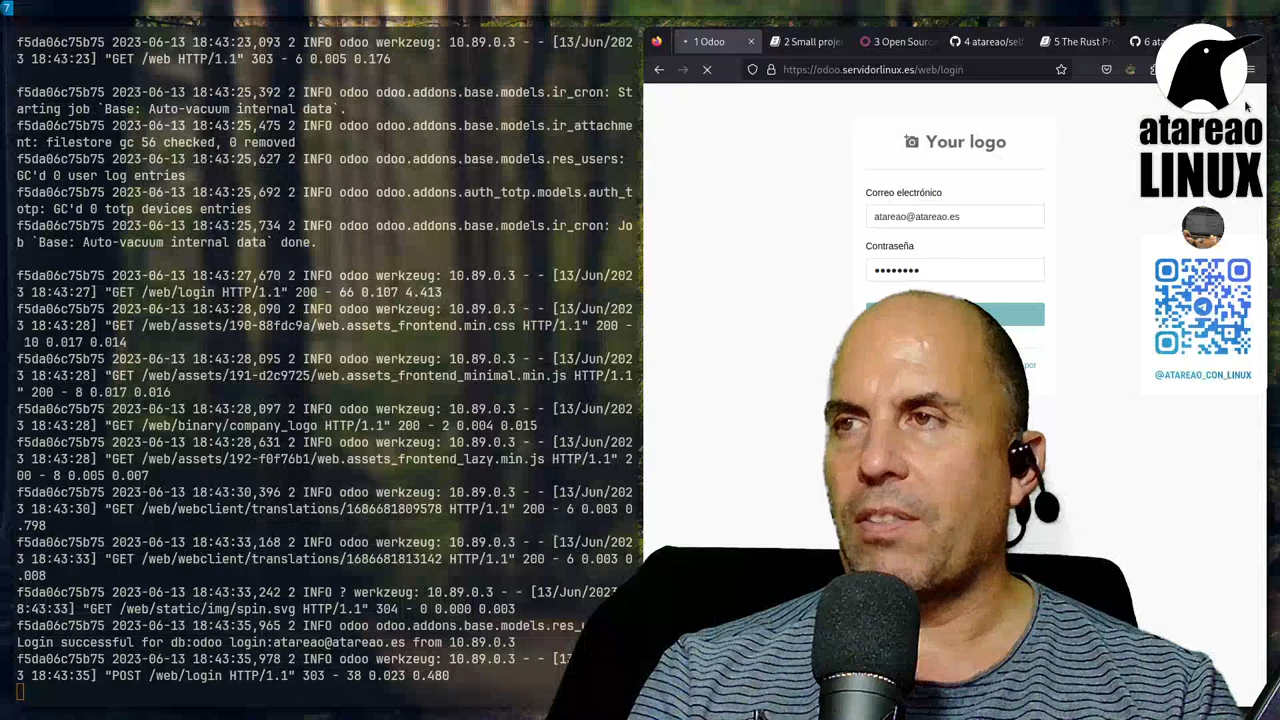 7
f5da06c75b75 2023-06-13 18:43:23,093 2 INFO odoo werkzeug: 10.89.0.3 - - [13/Jun/202
3 18:43:23] "GET /web HTTP/1.1" 303 - 6 0.005 0.176
f5da06c75b75 2023-06-13 18:43:25,392 2 INFO odoo odoo.addons.base.models.ir_cron: St
arting job `Base: Auto-vacuum internal data`.
f5da06c75b75 2023-06-13 18:43:25,475 2 INFO odoo odoo.addons.base.models.ir_attachme
nt: filestore gc 56 checked, 1 removed
f5da06c75b75 2023-06-13 18:43:25,627 2 INFO odoo odoo.addons.base.models.res_users:
GC'd 0 user log entries
f5da06c75b75 2023-06-13 18:43:25,692 2 INFO odoo odoo.addons.auth_totp.models.auth_t
otp: GC'd 0 totp devices entries
f5da06c75b75 2023-06-13 18:43:25,734 2 INFO odoo odoo.addons.base.models.ir_cron: Jo
b `Base: Auto-vacuum internal data` done.
f5da06c75b75 2023-06-13 18:43:27,670 2 INFO odoo werkzeug: 10.89.0.3 - - [13/Jun/202
3 18:43:27] "GET /web/login HTTP/1.1" 200 - 66 0.107 4.413
f5da06c75b75 2023-06-13 18:43:28,090 2 INFO odoo werkzeug: 10.89.0.3 - - [13/Jun/202
3 18:43:28] "GET /web/assets/190-88fdc9a/web.assets_frontend.min.css HTTP/1.1" 200 -
10 0.017 0.014
f5da06c75b75 2023-06-13 18:43:28,095 2 INFO odoo werkzeug: 10.89.0.3 - - [13/Jun/202
3 18:43:28] "GET /web/assets/191-d2c9725/web.assets_frontend_minimal.min.js HTTP/1.1
" 200 - 8 0.017 0.016
f5da06c75b75 2023-06-13 18:43:28,097 2 INFO odoo werkzeug: 10.89.0.3 - - [13/Jun/202
3 18:43:28] "GET /web/binary/company_logo HTTP/1.1" 200 - 2 0.004 0.015
f5da06c75b75 2023-06-13 18:43:28,631 2 INFO odoo werkzeug: 10.89.0.3 - - [13/Jun/202
3 18:43:28] "GET /web/assets/192-f0f76b1/web.assets_frontend_lazy.min.js HTTP/1.1" 2
00 - 8 0.005 0.007
f5da06c75b75 2023-06-13 18:43:30,396 2 INFO odoo werkzeug: 10.89.0.3 - - [13/Jun/202
3 18:43:30] "GET /web/webclient/translations/1686681809578 HTTP/1.1" 200 - 6 0.003 0
.798
f5da06c75b75 2023-06-13 18:43:33,168 2 INFO odoo werkzeug: 10.89.0.3 - - [13/Jun/202
3 18:43:33] "GET /web/webclient/translations/1686681813142 HTTP/1.1" 200 - 6 0.003 0
.008
f5da06c75b75 2023-06-13 18:43:33,242 2 INFO ? werkzeug: 10.89.0.3 - - [13/Jun/2023
8:43:33] "GET /web/static/img/spin.svg HTTP/1.1" 304 - 0 0.000 0.003
f5da06c75b75 2023-06-13 18:43:35,965 2 INFO odoo odoo.addons.base.models.res_
Login successful for db:odoo login:atareao@atareao.es from 10.89.0.3
f5da06c75b75 2023-06-13 18:43:35,978 2 INFO odoo werkzeug: 10.89.0.3 - - [1
3 18:43:35] "POST /web/login HTTP/1.1" 303 - 38 0.023 0.480
1 Odoo
2 Small proje
3 Open Source
4 atareao/self
5 The Rust Pr
6 ata
https://odoo.servidorlinux.es/web/login
Your logo
Correo electrónico
atareao@atareao.es
Contraseña
por
atareao
LINUX
@ATAREAO_CON_LINUX